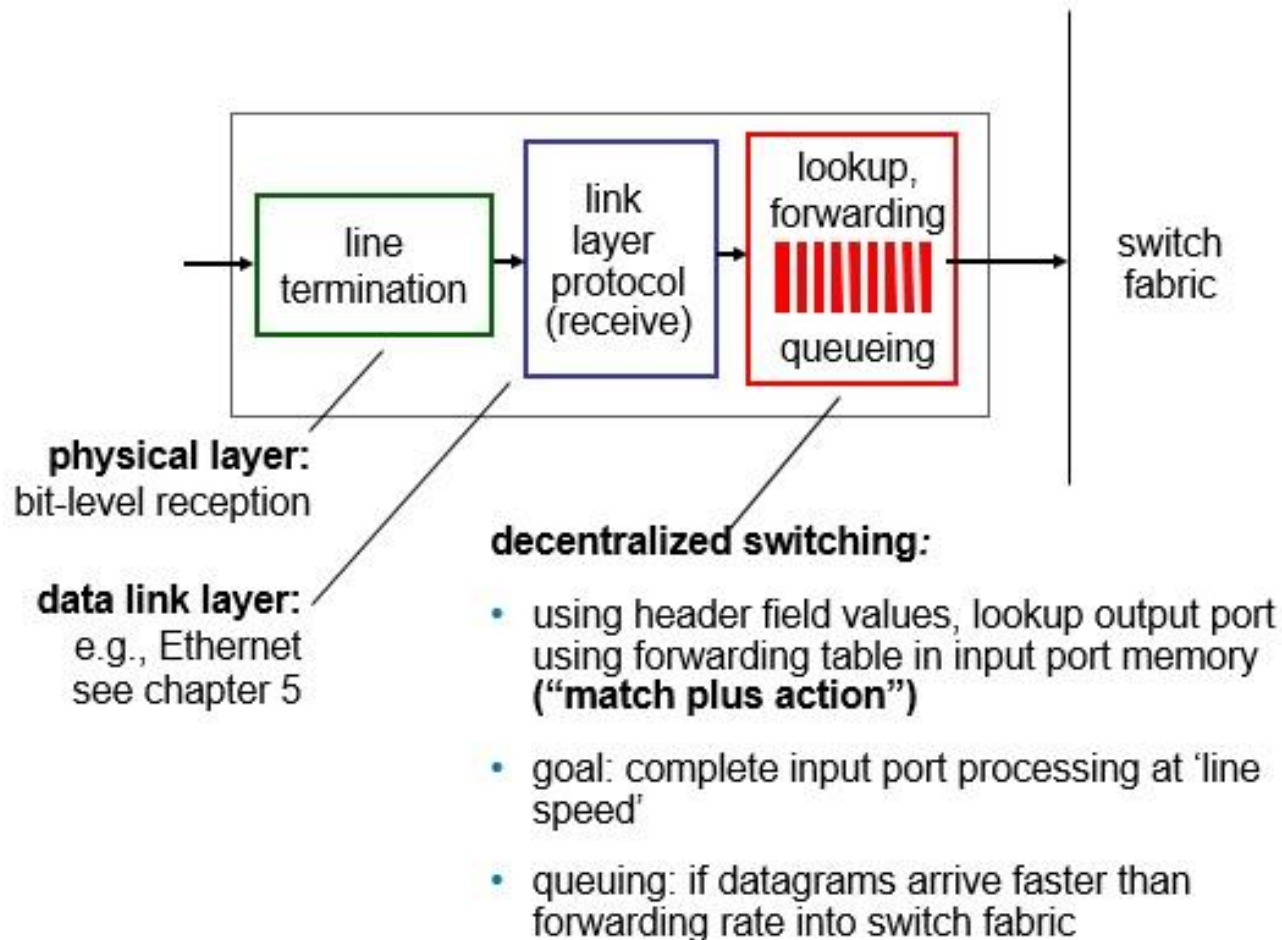 line
termination
link
layer
protocol
(receive)
lookup,
forwarding
queueing
switch
fabric
physical layer:
bit-level reception
data link layer:
e.g., Ethernet
see chapter 5
decentralized switching:
• using header field values, lookup output port
using forwarding table in input port memory
(“match plus action”)
• goal: complete input port processing at ‘line
speed’
• queuing: if datagrams arrive faster than
forwarding rate into switch fabric